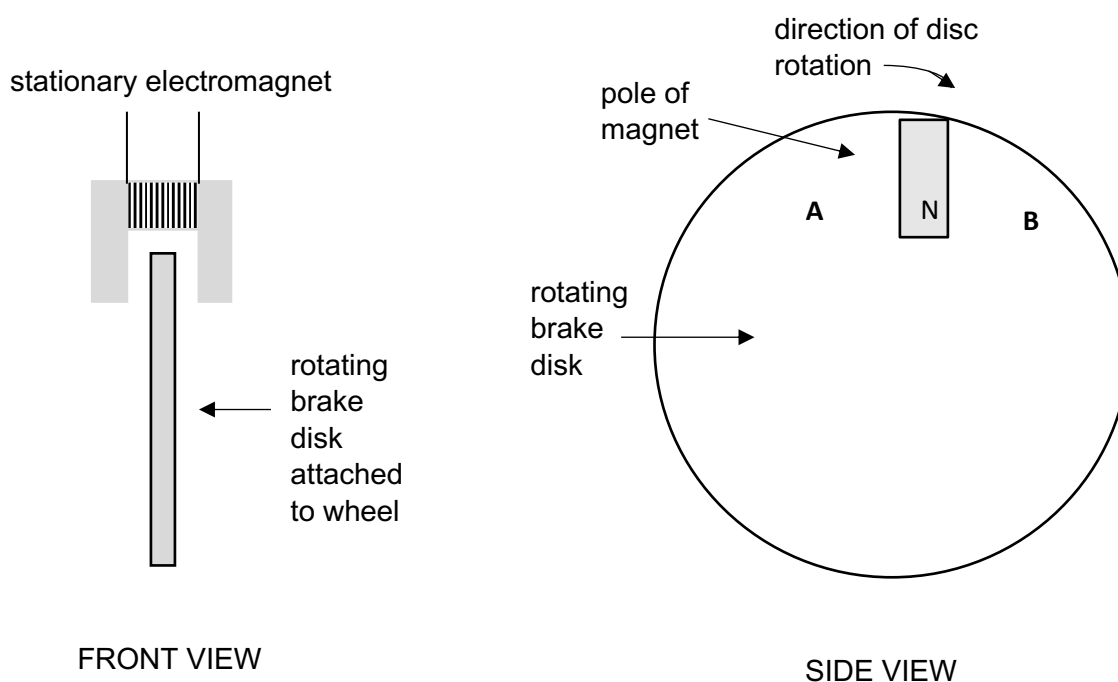 stationary electromagnet
rotating
brake
disk
attached
to wheel
FRONT VIEW
direction of disc
rotation
pole of
magnet
A
N
B
rotating
brake
disk
SIDE VIEW